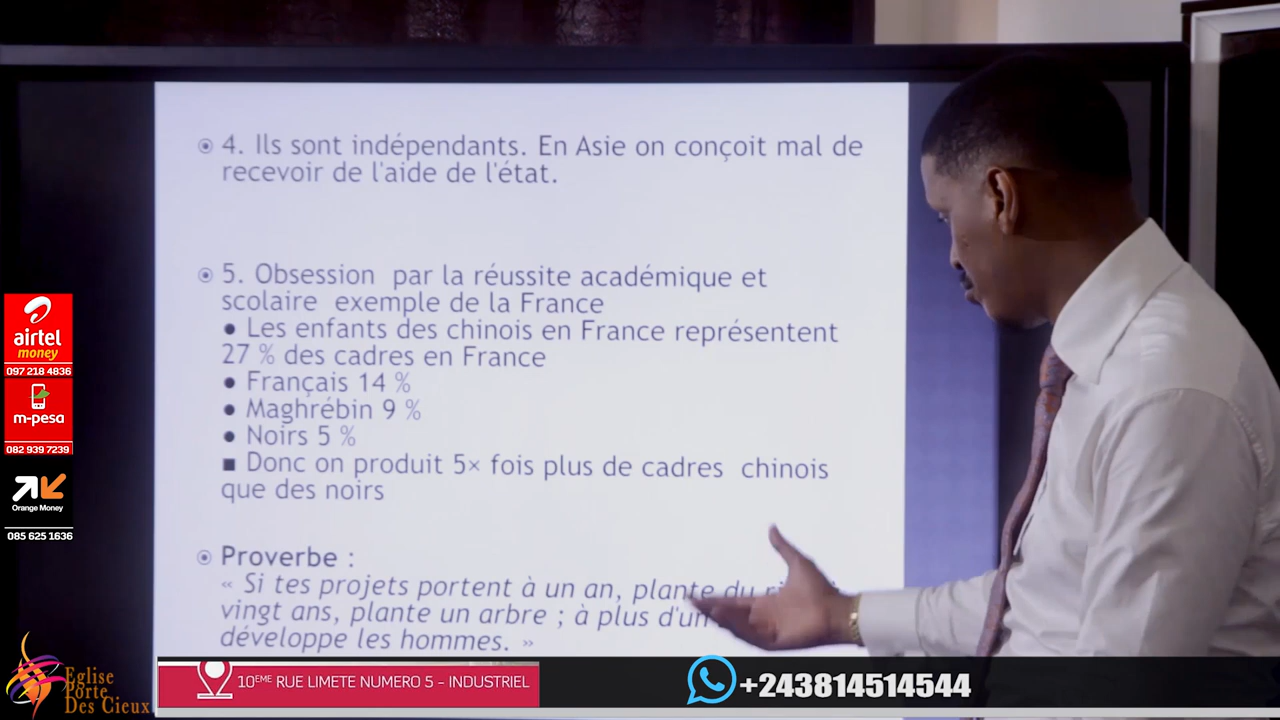 4. Ils sont indépendants. En Asie on conçoit mal de
recevoir de l'aide de l'état.
5. Obsession par la réussite académique et
scolaire exemple de la France
• Les enfants des chinois en France représentent
27 % des cadres en France
• Français 14 %
• Maghrébin 9 %
• Noirs 5 %
■ Donc on produit 5× fois plus de cadres chinois
que des noirs
Proverbe :
« Si tes projets portent à un an, plante du
vingt ans, plante un arbre ; à plus d'un
développe les hommes. »
airtel
money
097 218 4836
m-pesa
082 939 7239
Orange Money
085 625 1636
Eglise
Porte
Des Cieux
10EME RUE LIMETE NUMERO 5 - INDUSTRIEL
+243814514544